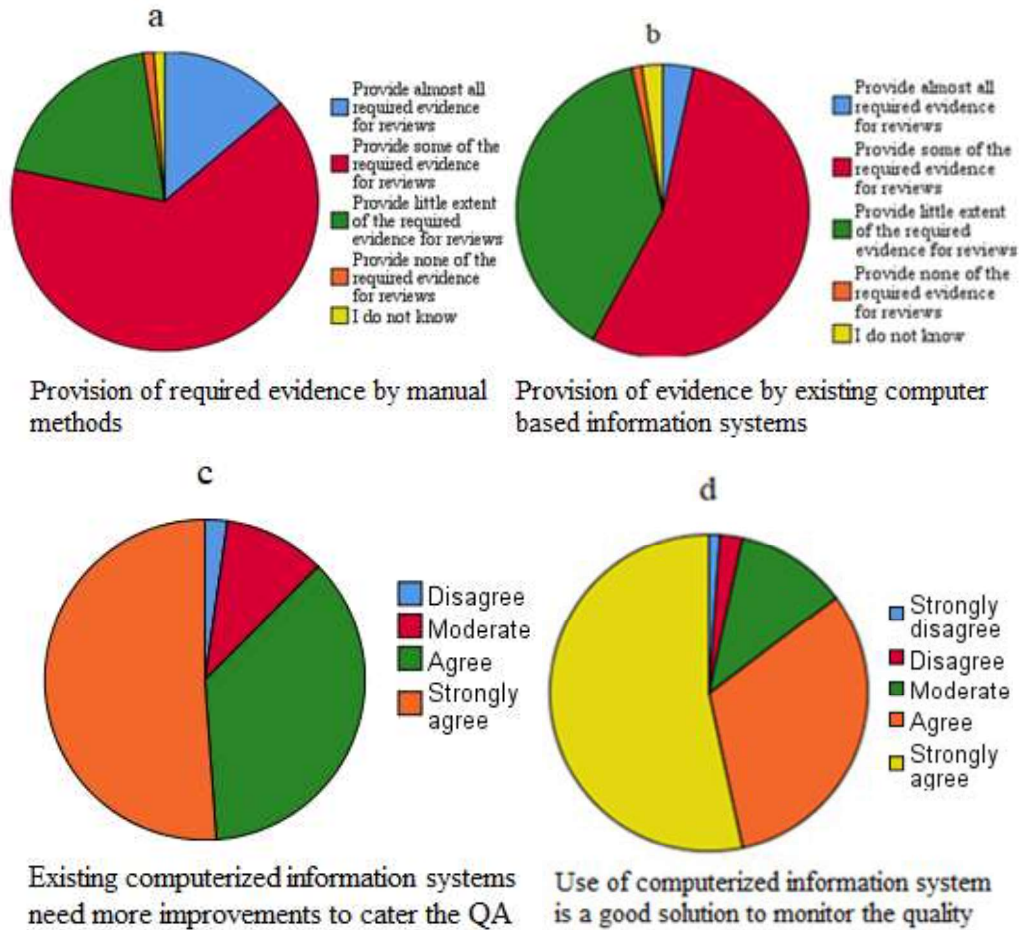 a
Provide almost all
required evidence
for reviews
Provide some of the
required evidence
for reviews
Provide little extent
of the required
evidence for reviews
Provide none of the
required evidence
for reviews
I do not know
Provision of required evidence by manual
methods
b
Provide almost all
required evidence
for reviews
Provide some of the
required evidence
for reviews
Provide little extent
of the required
evidence for reviews
Provide none of the
required evidence
for reviews
I do not know
Provision of evidence by existing computer
based information systems
c
Disagree
Moderate
Agree
Strongly
agree
Existing computerized information systems
need more improvements to cater the QA
d
Strongly
disagree
Disagree
Moderate
Agree
Strongly
agree
Use of computerized information system
is a good solution to monitor the quality